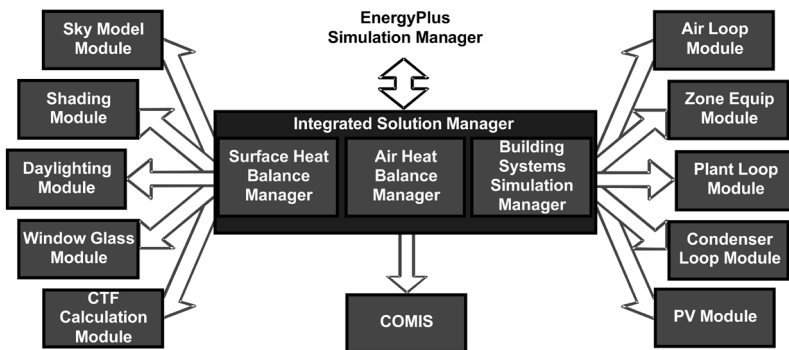 EnergyPlus
Simulation Manager
Sky Model
Module
Shading
Module
Daylighting
Module
Window Glass
Module
CTF
Calculation
Module
Integrated Solution Manager
Surface Heat
Balance
Manager
Air Heat
Balance
Manager
Building
Systems
Simulation
Manager
COMIS
Air Loop
Module
Zone Equip
Module
Plant Loop
Module
Condenser
Loop Module
PV Module